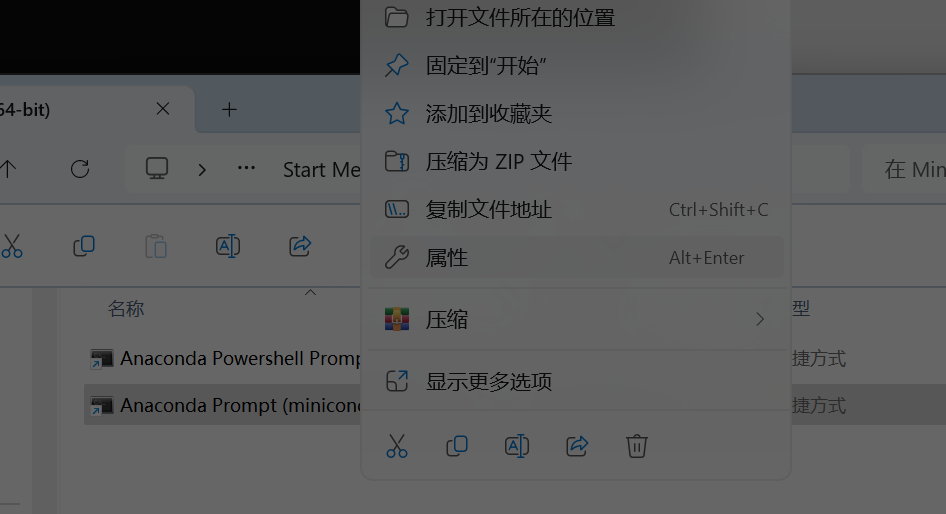 打开文件所在的位置
固定到“开始”
64-bit)
添加到收藏夹
压缩为 ZIP 文件
Start Me
在 Min
复制文件地址 Ctrl+Shift+C
属性 Alt+Enter
名称
型
压缩
Anaconda Powershell Promp
捷方式
显示更多选项
Anaconda Prompt (minicon
捷方式